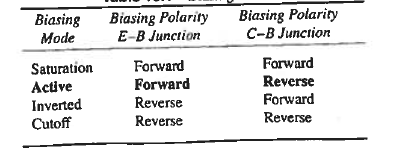 Biasing Biasing Polarity Biasing Polarity
Mode E–B Junction C–B Junction
Saturation Forward Forward
Active Forward Reverse
Inverted Reverse Forward
Cutoff Reverse Reverse